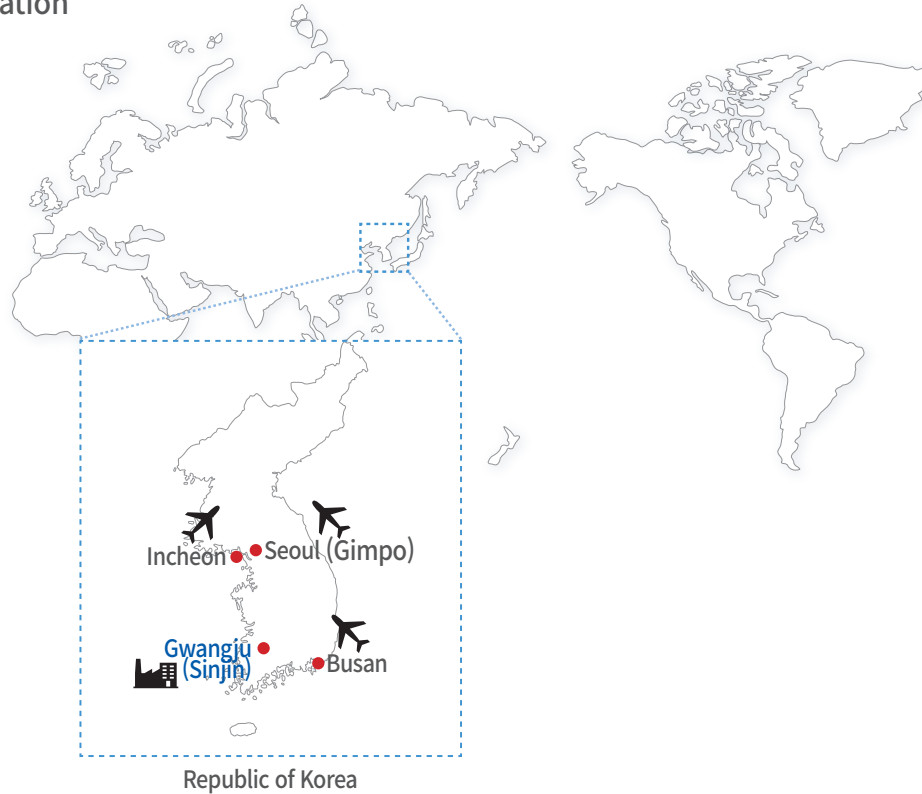 ation
Incheon
Seoul (Gimpo)
Gwangju
(Sinjin)
Busan
Republic of Korea